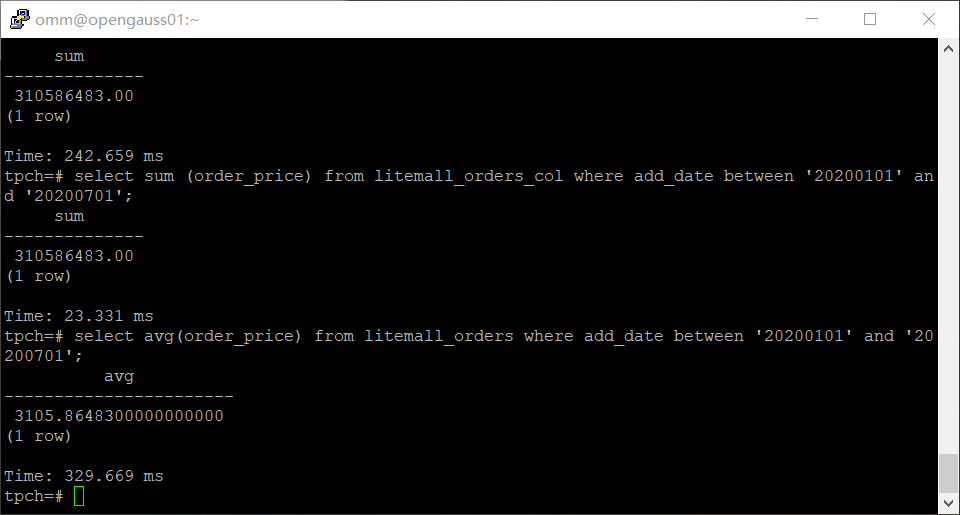 omm@opengauss01:~
     sum
--------------
 310586483.00
(1 row)

Time: 242.659 ms
tpch=# select sum (order_price) from litemall_orders_col where add_date between '20200101' an
d '20200701';
     sum
--------------
 310586483.00
(1 row)

Time: 23.331 ms
tpch=# select avg(order_price) from litemall_orders where add_date between '20200101' and '20
200701';
          avg
-----------------------
 3105.8648300000000000
(1 row)

Time: 329.669 ms
tpch=#